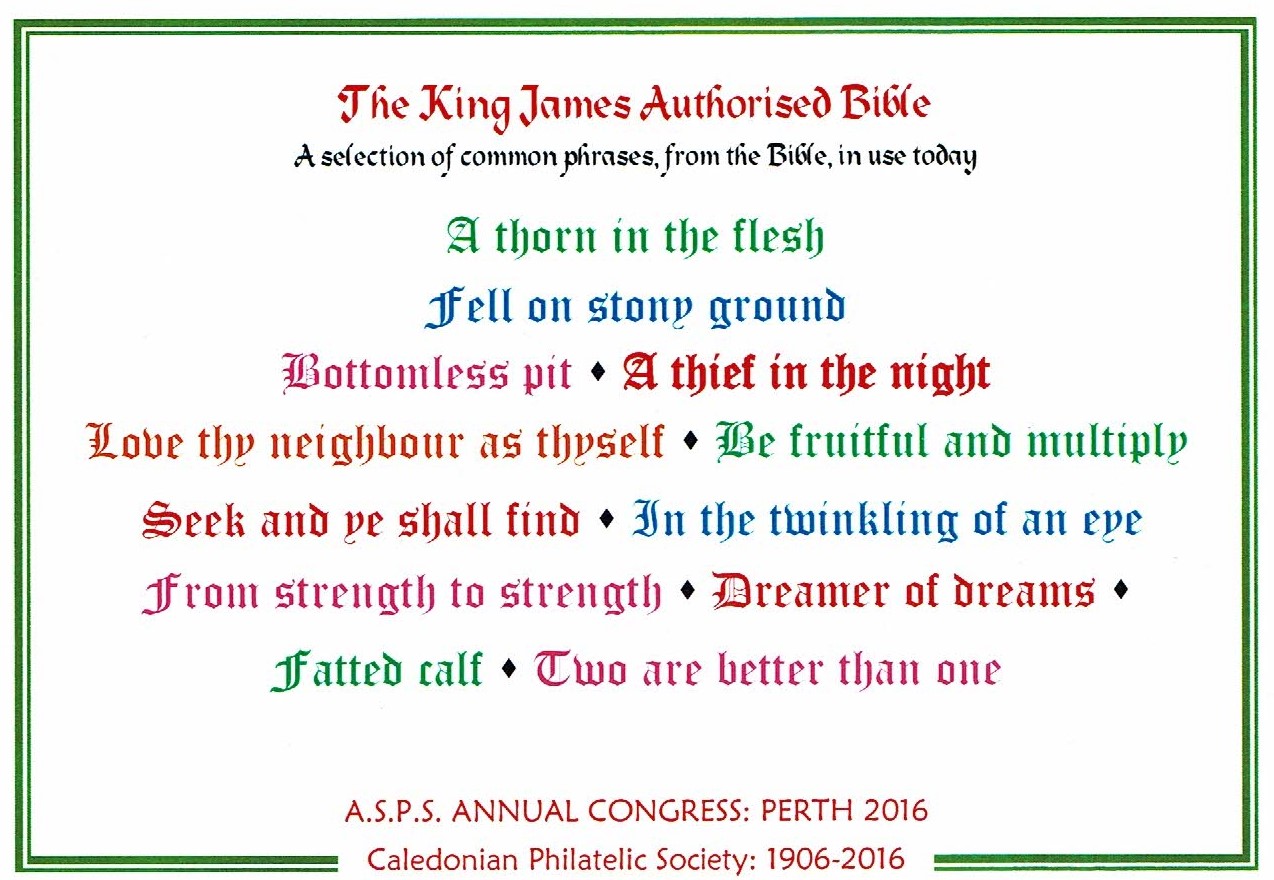 The King James Authorised Bible
A selection of common phrases, from the Bible, in use today
A thorn in the flesh
Fell on stony ground
Bottomless pit ♦ A thief in the night
Love thy neighbour as thyself ♦ Be fruitful and multiply
Seek and ye shall find ♦ In the twinkling of an eye
From strength to strength ♦ Dreamer of dreams ♦
Fatted calf ♦ Two are better than one
A.S.P.S. ANNUAL CONGRESS: PERTH 2016
Caledonian Philatelic Society: 1906-2016